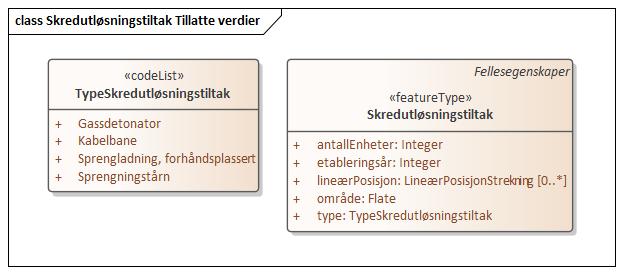 class Skredutløsningstiltak Tillatte verdier
«codeList»
TypeSkredutløsningstiltak
+ Gassdetonator
+ Kabelbane
+ Sprengladning, forhåndsplassert
+ Sprengningstårn
Fellesegenskaper
«featureType»
Skredutløsningstiltak
+ antallEnheter: Integer
+ etableringsår: Integer
+ lineærPosisjon: LineærPosisjonStrekning [0..*]
+ område: Flate
+ type: TypeSkredutløsningstiltak